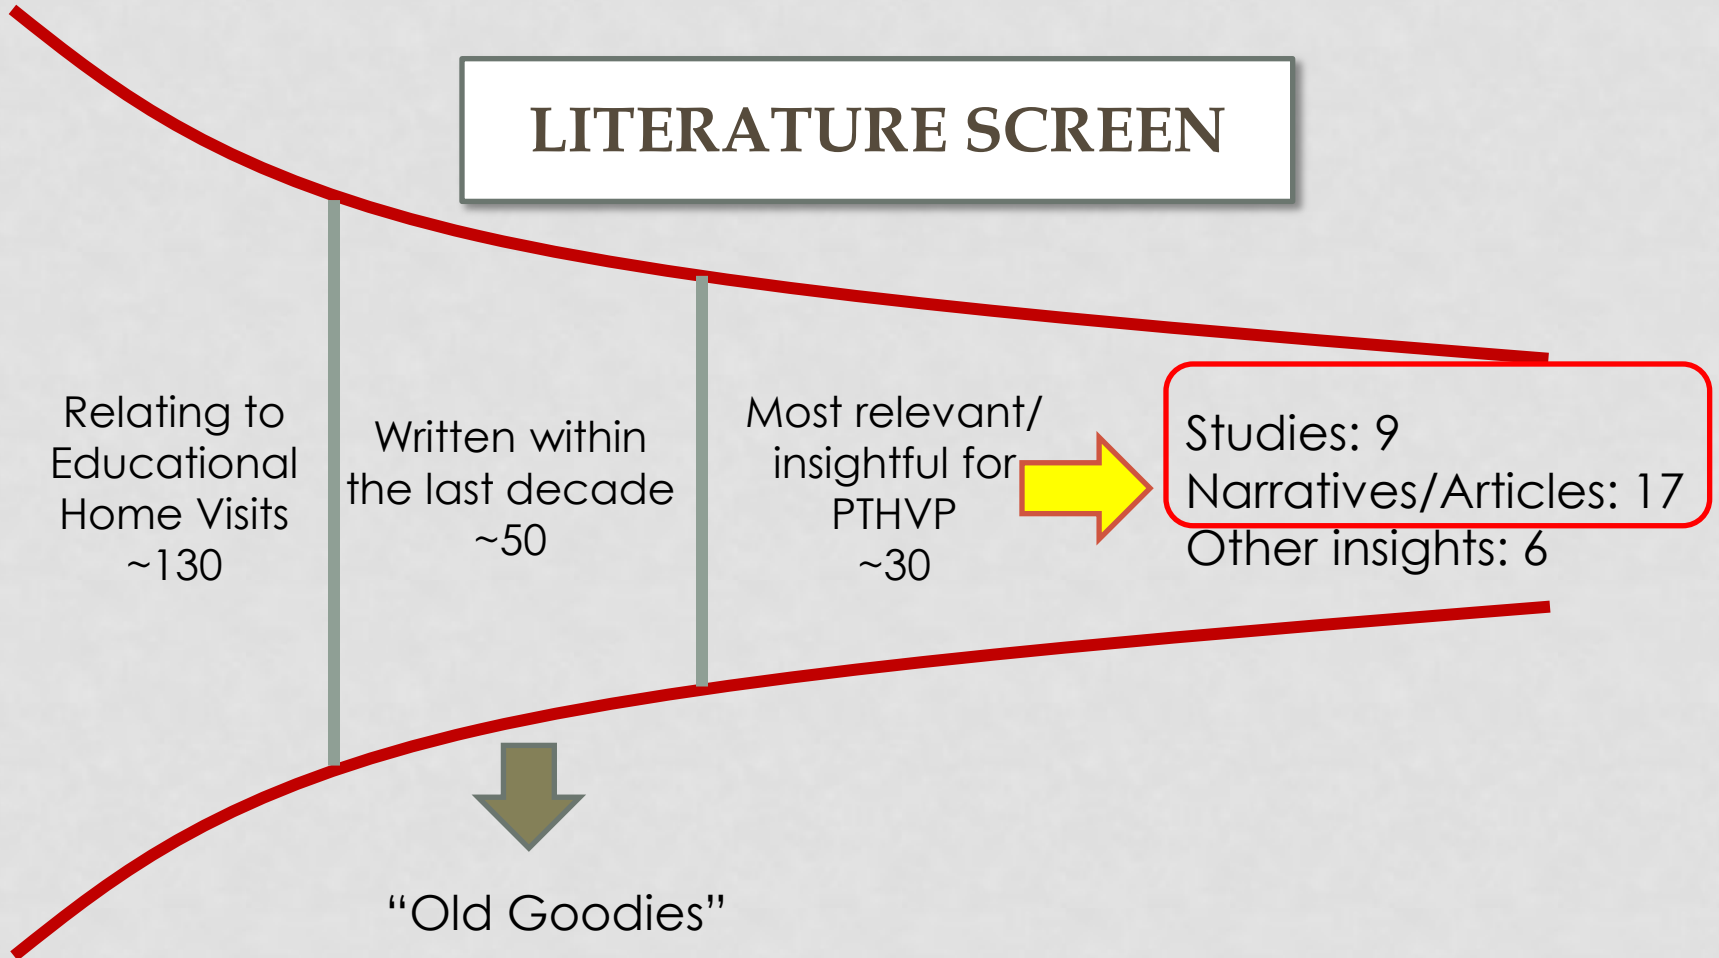 LITERATURE SCREEN
Relating to
Educational
Home Visits
~130
Written within
the last decade
~50
Most relevant/
insightful for
PTHVP
~30
Studies: 9
Narratives/Articles: 17
Other insights: 6
“Old Goodies”